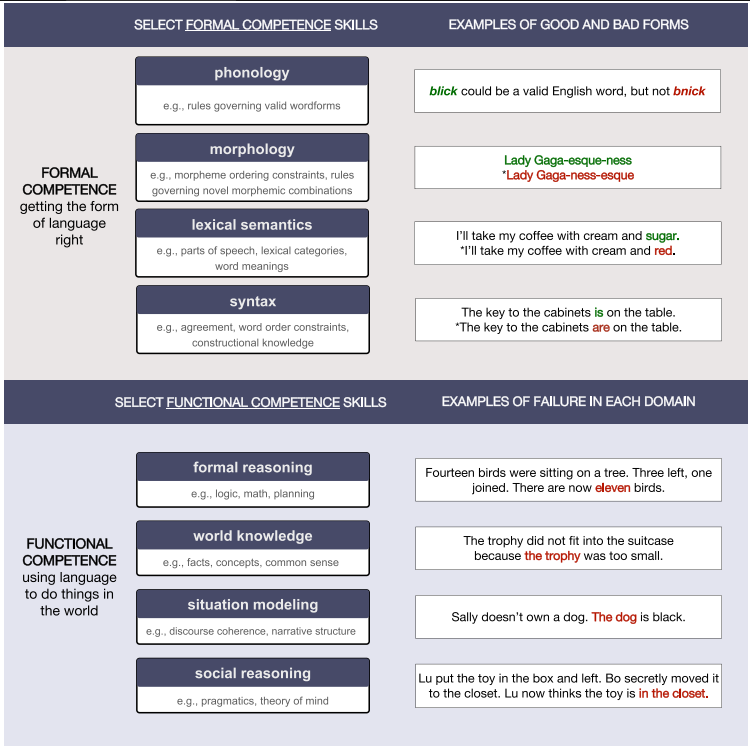 SELECT FORMAL COMPETENCE SKILLS
EXAMPLES OF GOOD AND BAD FORMS
FORMAL
COMPETENCE
getting the form
of language
right
phonology
e.g., rules governing valid wordforms
blick could be a valid English word, but not bnick
morphology
e.g., morpheme ordering constraints, rules
governing novel morphemic combinations
Lady Gaga-esque-ness
*Lady Gaga-ness-esque
lexical semantics
e.g., parts of speech, lexical categories,
word meanings
I'll take my coffee with cream and sugar.
*I'll take my coffee with cream and red.
syntax
e.g., agreement, word order constraints,
constructional knowledge
The key to the cabinets is on the table.
*The key to the cabinets are on the table.
SELECT FUNCTIONAL COMPETENCE SKILLS
EXAMPLES OF FAILURE IN EACH DOMAIN
FUNCTIONAL
COMPETENCE
using language
to do things in
the world
formal reasoning
e.g., logic, math, planning
Fourteen birds were sitting on a tree. Three left, one
joined. There are now eleven birds.
world knowledge
e.g., facts, concepts, common sense
The trophy did not fit into the suitcase
because the trophy was too small.
situation modeling
e.g., discourse coherence, narrative structure
Sally doesn't own a dog. The dog is black.
social reasoning
e.g., pragmatics, theory of mind
Lu put the toy in the box and left. Bo secretly moved it
to the closet. Lu now thinks the toy is in the closet.